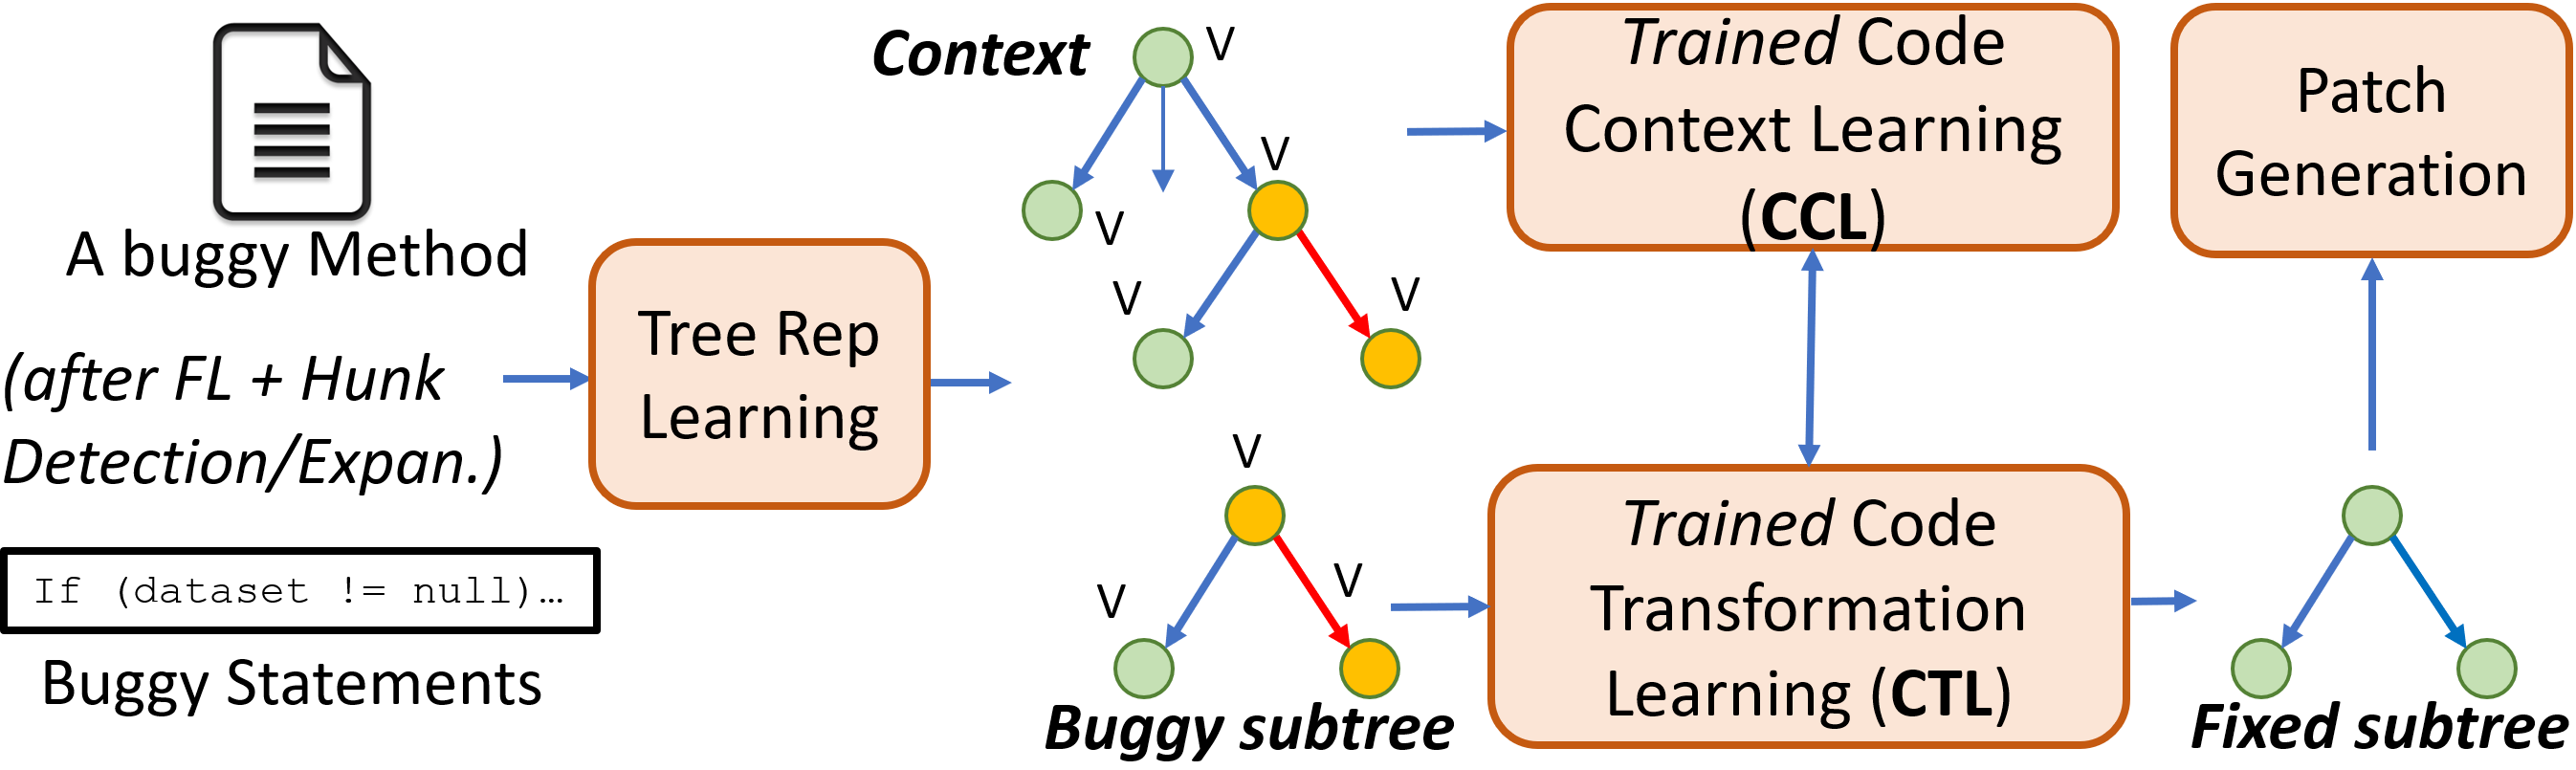 A buggy Method
(after FL + Hunk
Detection/Expan.)
If (dataset != null)…
Buggy Statements
Tree Rep
Learning
Context
V
V
V
V
V
V
V
V
Buggy subtree
Trained Code
Context Learning
(CCL)
Trained Code
Transformation
Learning (CTL)
Patch
Generation
Fixed subtree